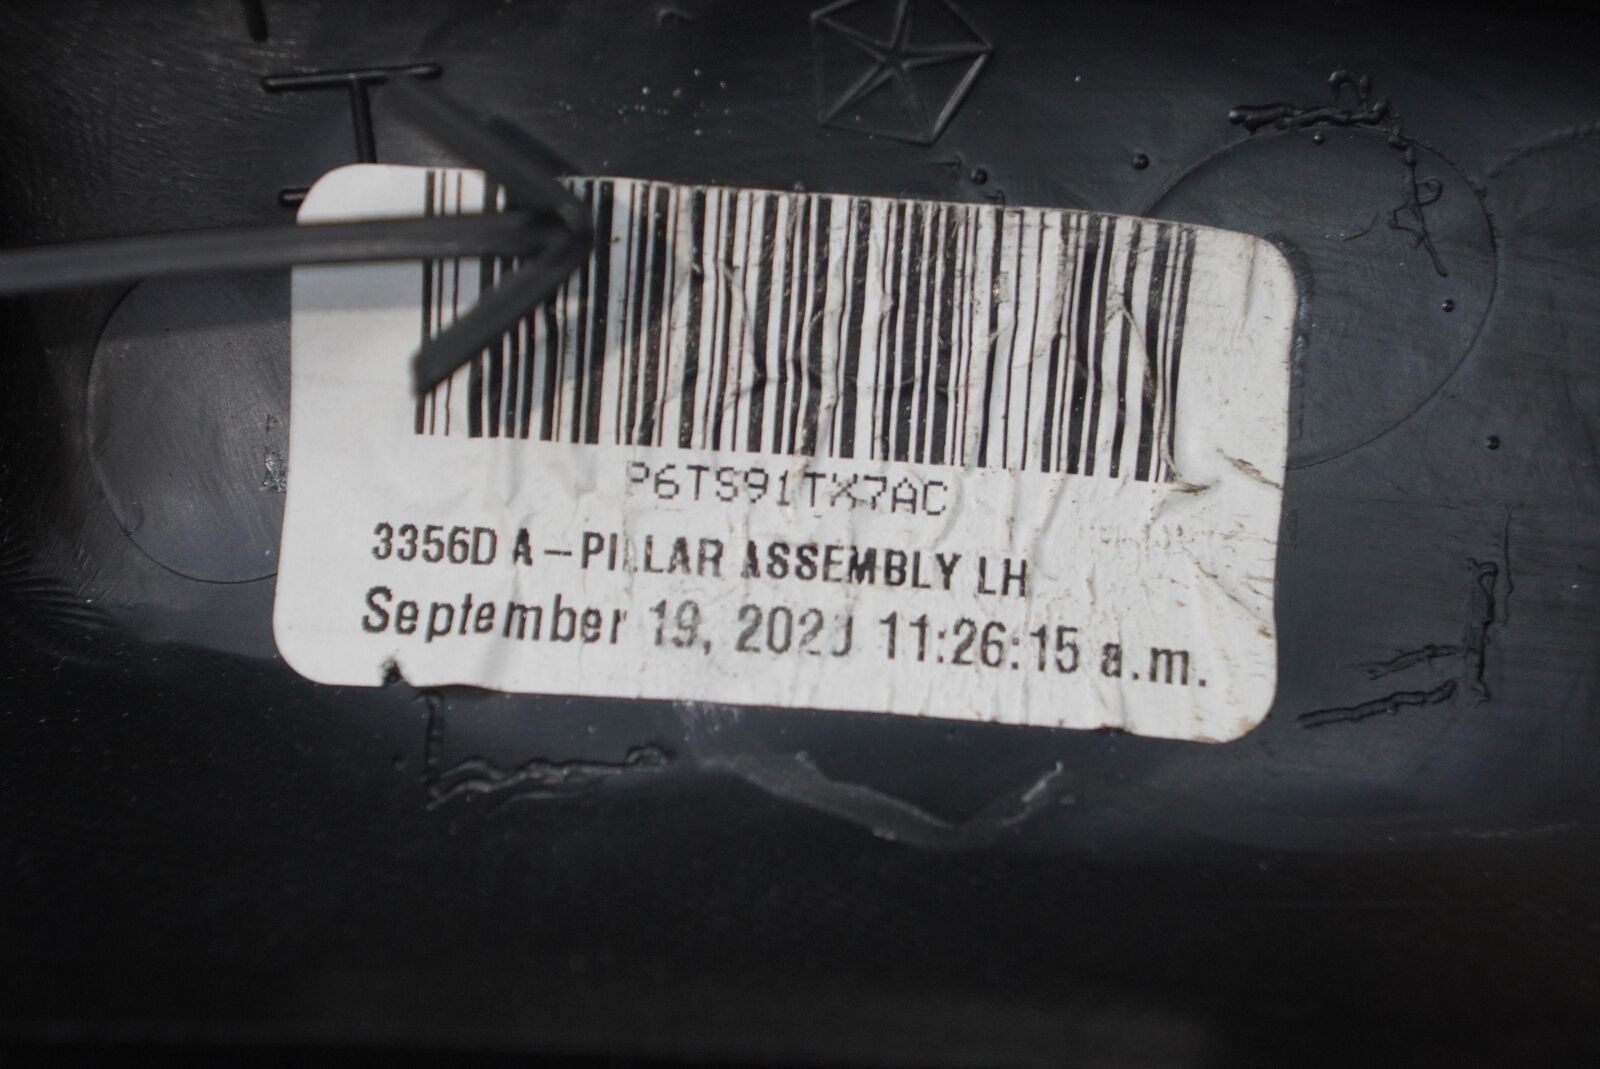 P6TS91TX7AC
3356D A-PILLAR ASSEMBLY LH
September 19, 2020 11:26:15 a.m.